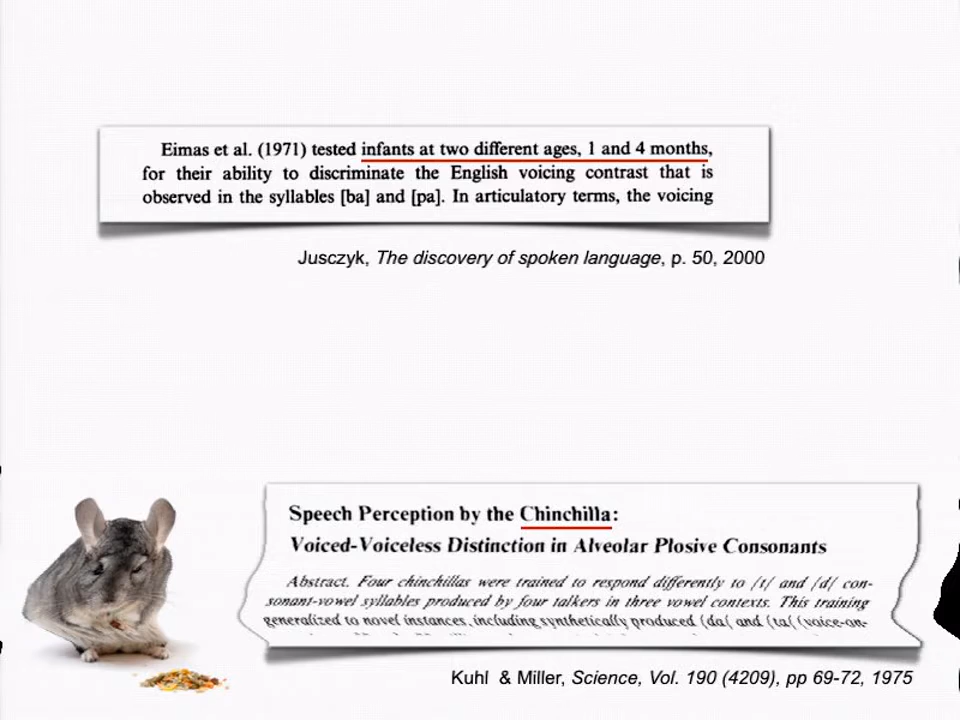 Eimas et al. (1971) tested infants at two different ages, 1 and 4 months,
for their ability to discriminate the English voicing contrast that is
observed in the syllables [ba] and [pa]. In articulatory terms, the voicing
Jusczyk, The discovery of spoken language, p. 50, 2000
Speech Perception by the Chinchilla:
Voiced-Voiceless Distinction in Alveolar Plosive Consonants
Abstract. Four chinchillas were trained to respond differently to /t/ and /d/ con-
sonant-vowel syllables produced by four talkers in three vowel contexts. This training
generalized to novel instances, including synthetically produced /da/ and /ta/ (voice-on-
Kuhl & Miller, Science, Vol. 190 (4209), pp 69-72, 1975